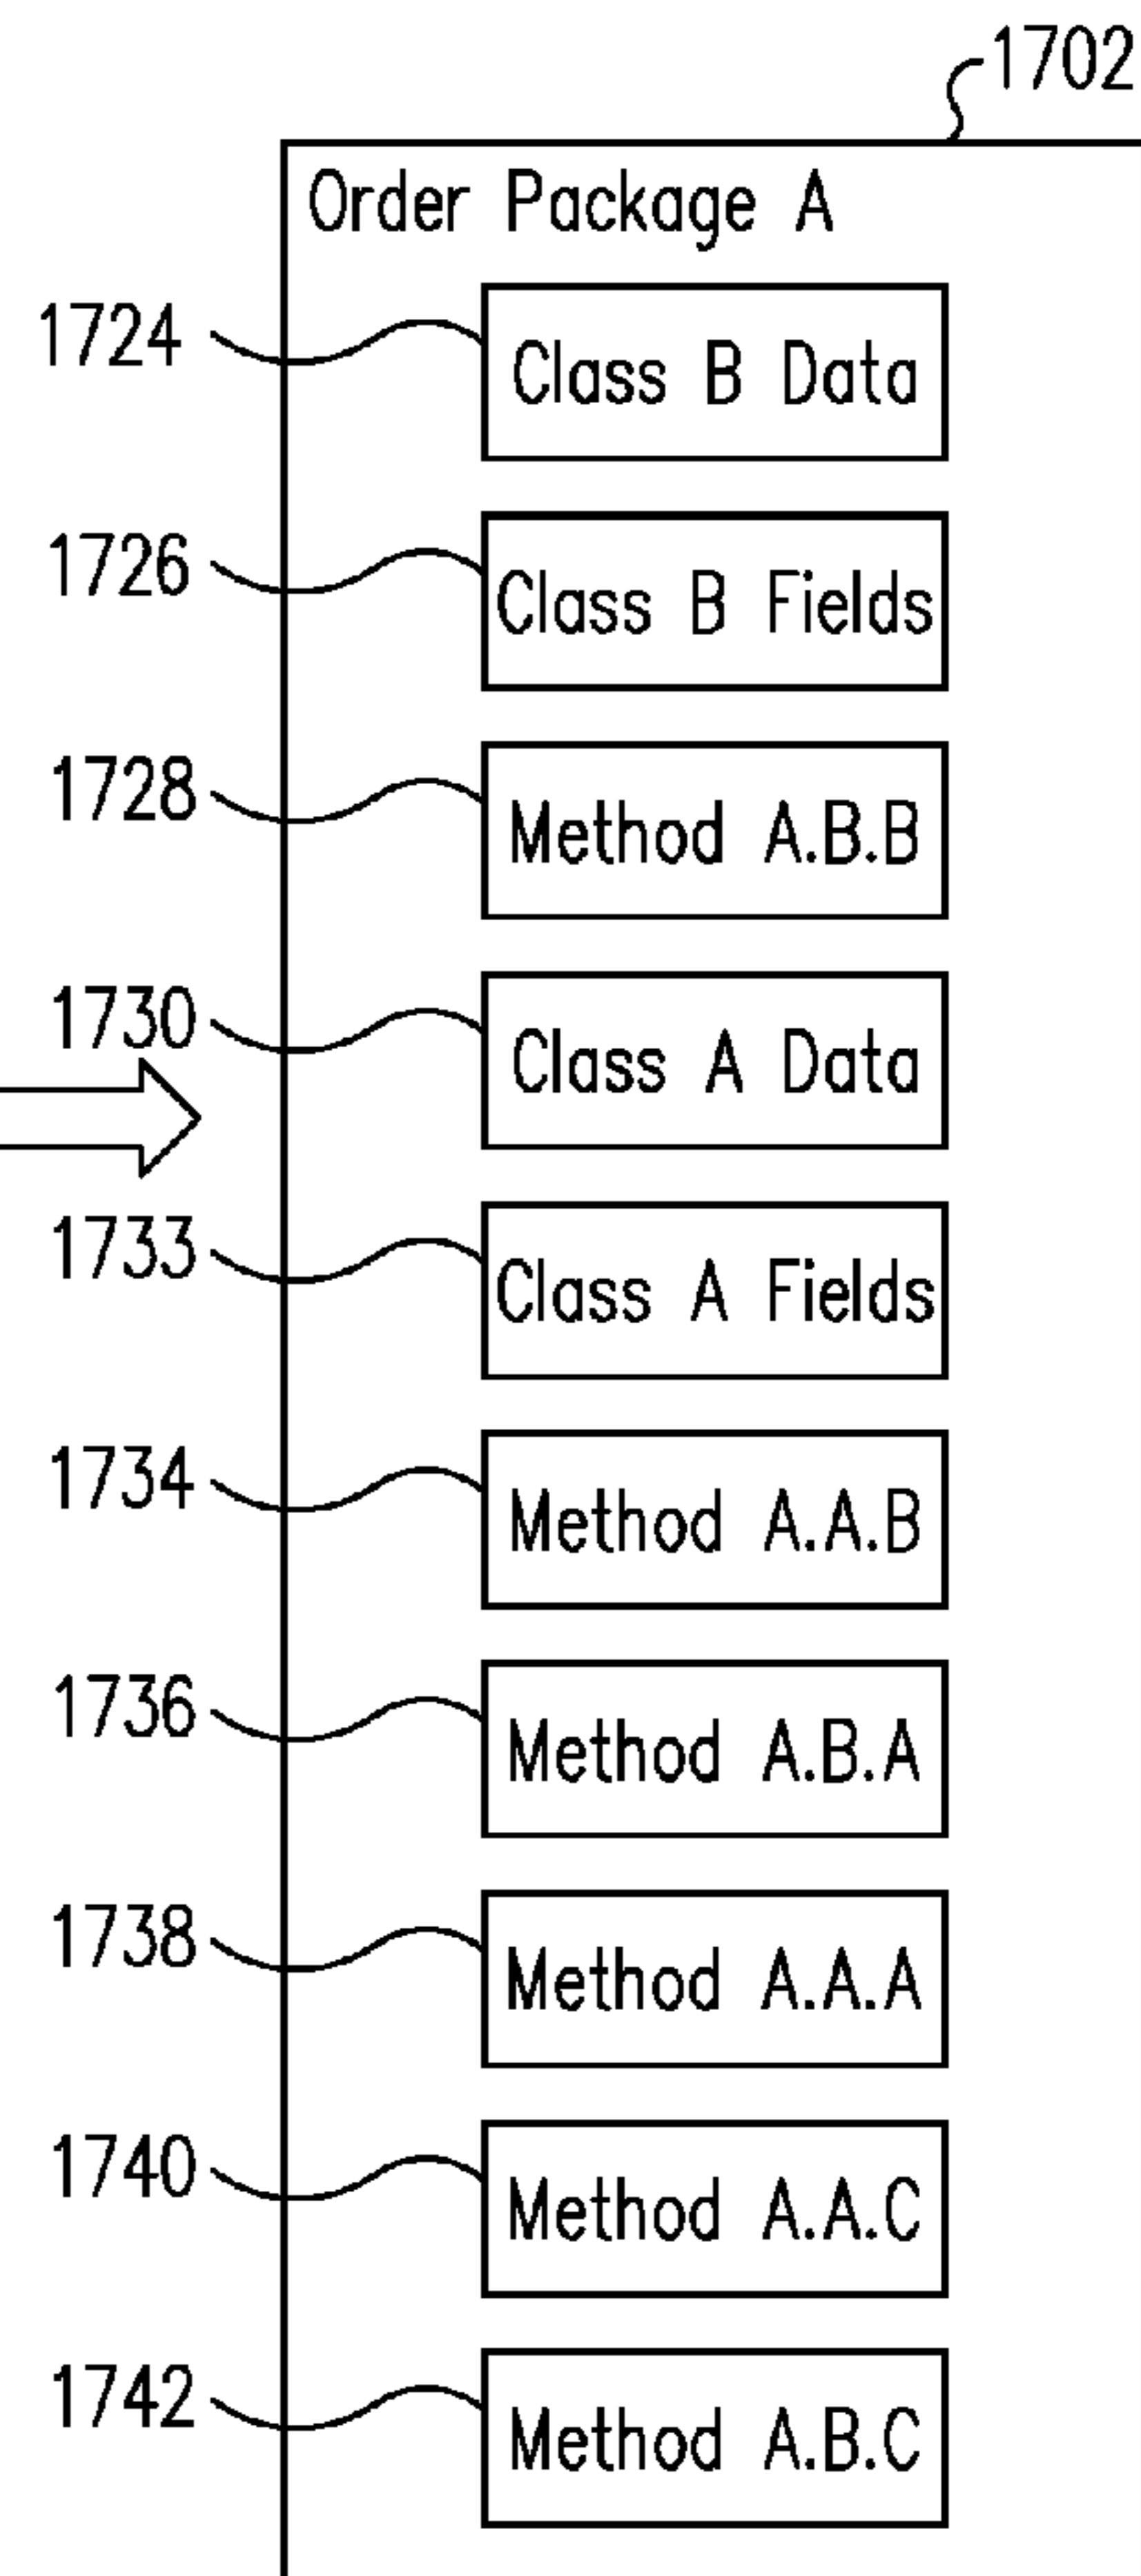 1702
Order Package A
1724 Class B Data
1726 Class B Fields
1728 Method A.B.B
1730 Class A Data
1733 Class A Fields
1734 Method A.A.B
1736 Method A.B.A
1738 Method A.A.A
1740 Method A.A.C
1742 Method A.B.C